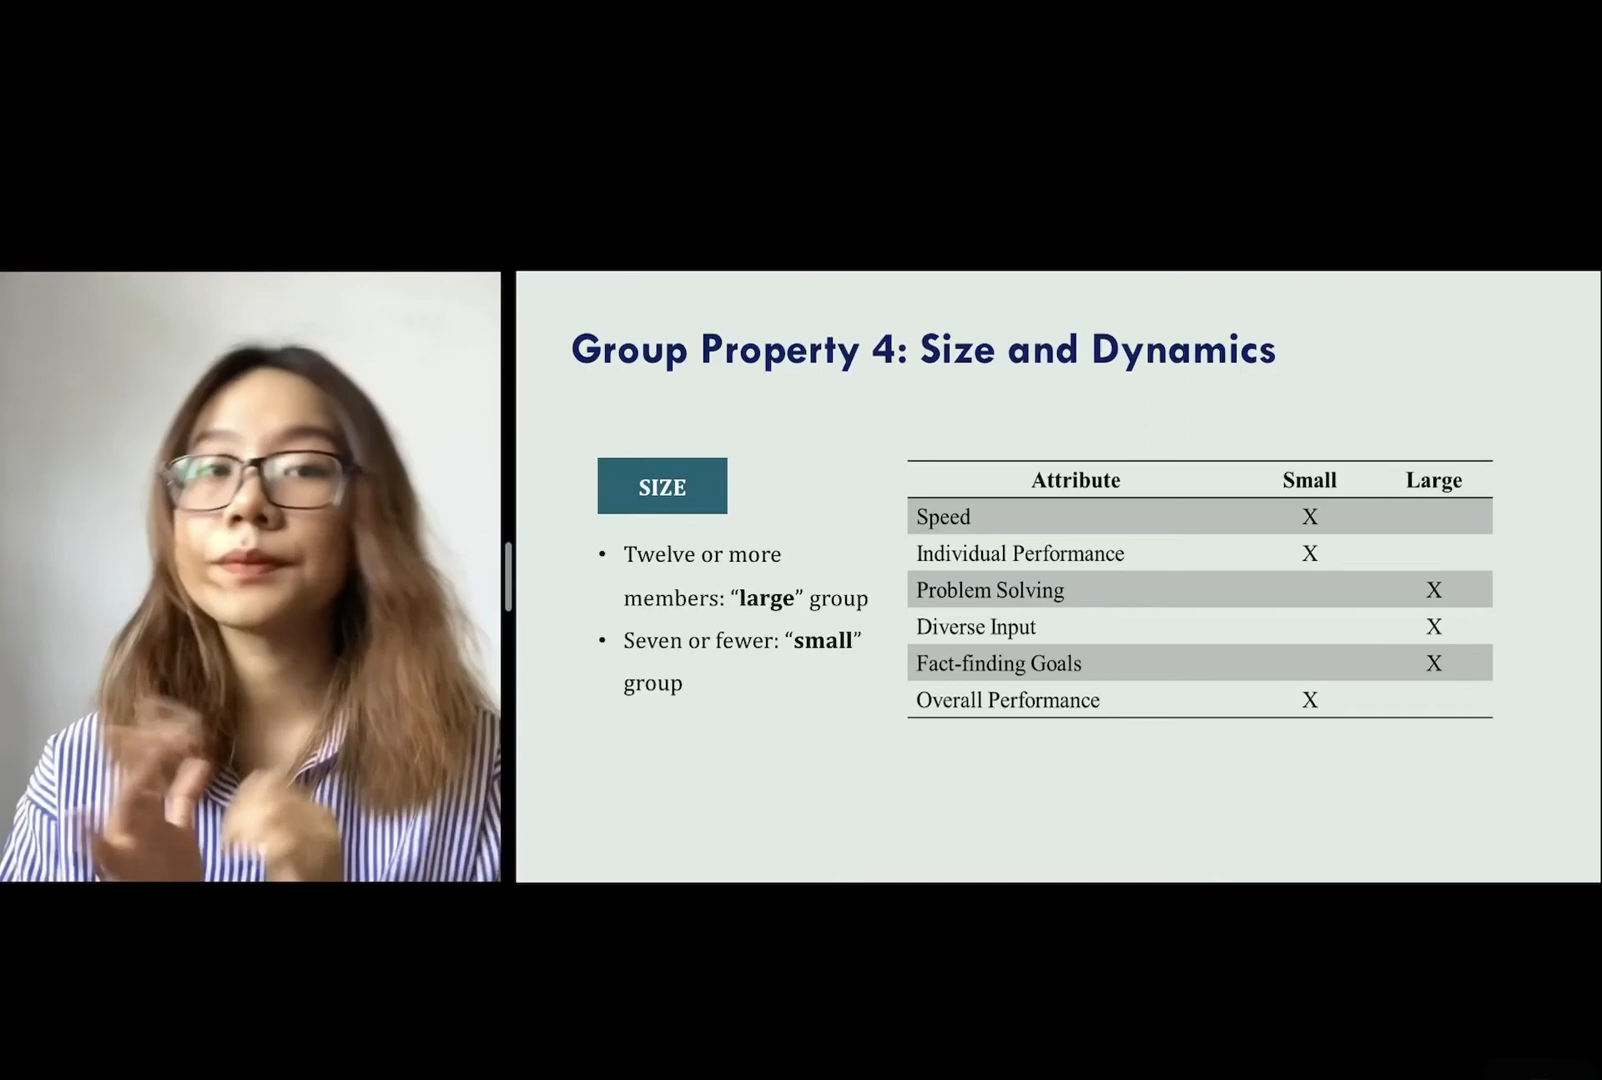 Group Property 4: Size and Dynamics
SIZE
• Twelve or more
members: “large” group
• Seven or fewer: “small”
group
Attribute Small Large
Speed X
Individual Performance X
Problem Solving X
Diverse Input X
Fact-finding Goals X
Overall Performance X